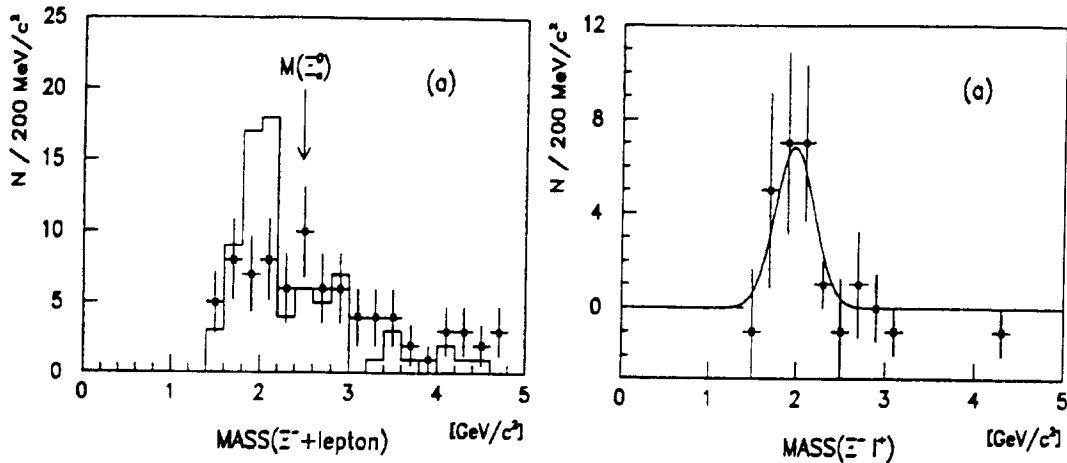 N / 200 MeV/c²
25
20
15
10
5
0
M(Ξc⁰)
(a)
0
1
2
3
4
5
MASS(Ξ⁻+lepton)
[GeV/c²]
N / 200 MeV/c²
12
8
4
0
(a)
0
1
2
3
4
5
MASS(Ξ⁻ l⁺)
[GeV/c²]